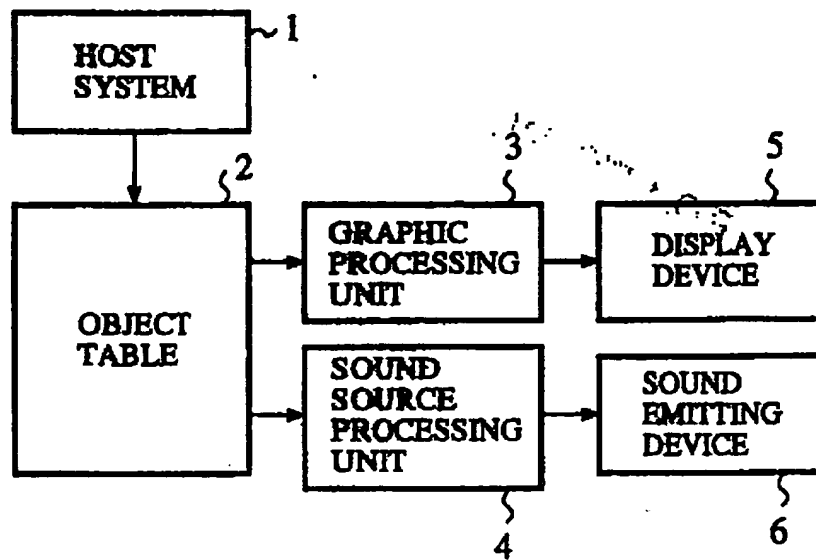 HOST
SYSTEM
1
2
OBJECT
TABLE
3
GRAPHIC
PROCESSING
UNIT
5
DISPLAY
DEVICE
SOUND
SOURCE
PROCESSING
UNIT
4
SOUND
EMITTING
DEVICE
6